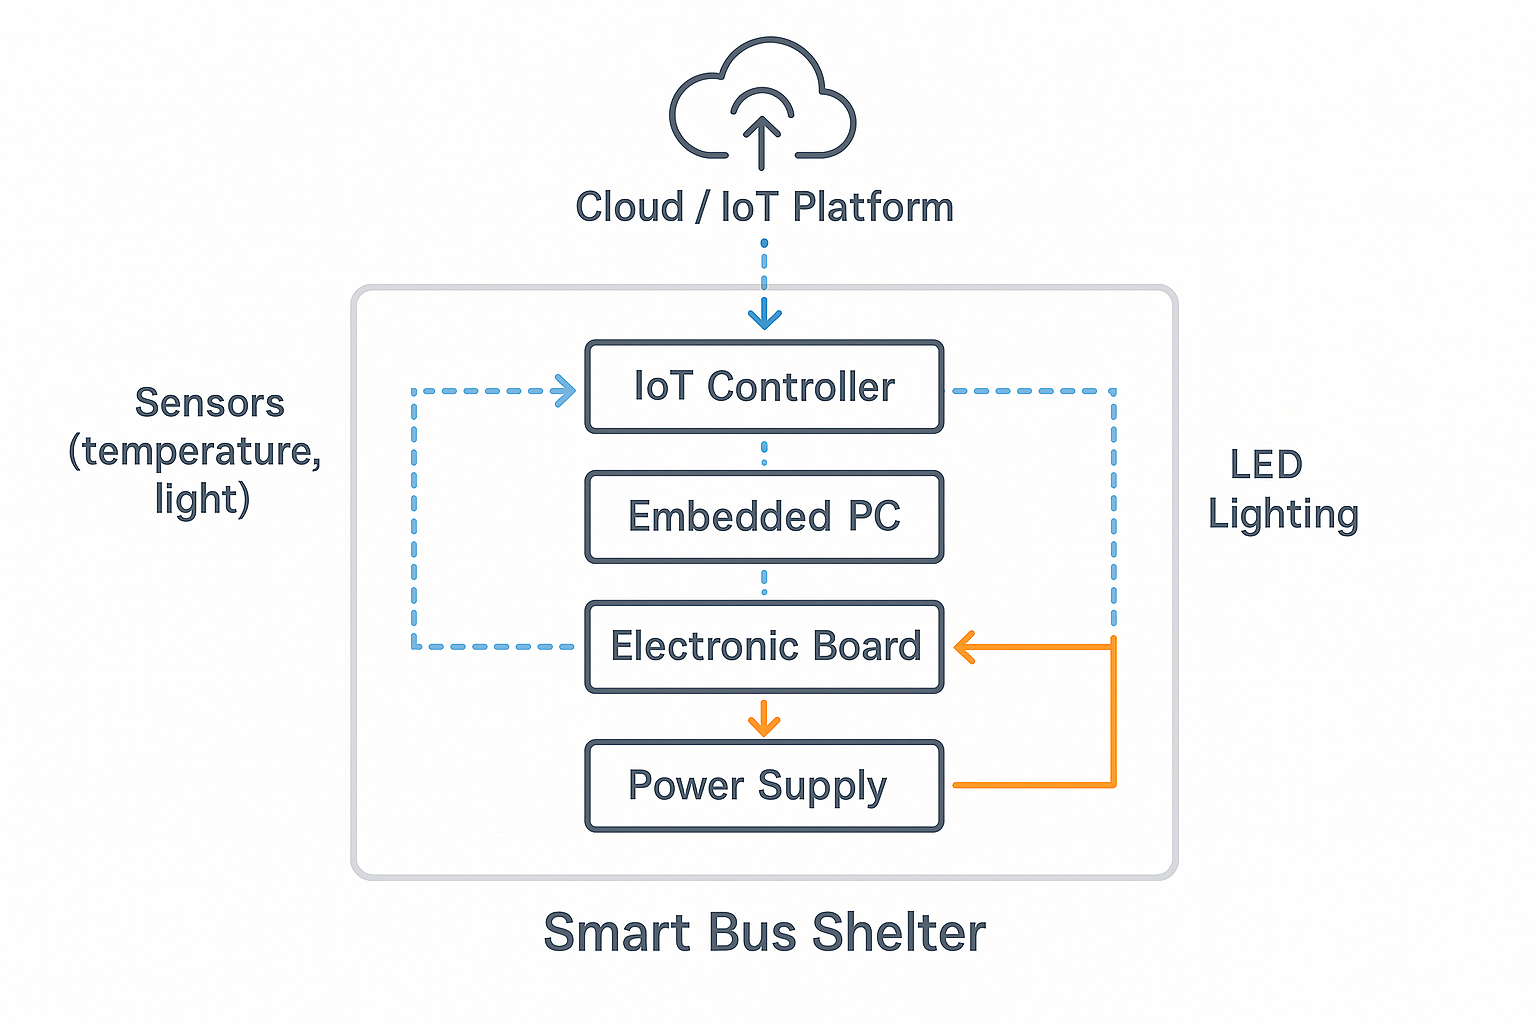 Cloud / IoT Platform
IoT Controller
Sensors
(temperature,
light)
LED
Lighting
Embedded PC
Electronic Board
Power Supply
Smart Bus Shelter